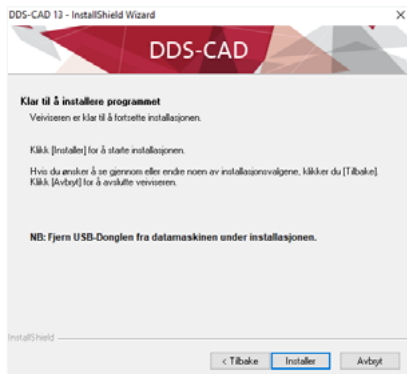 DDS-CAD 13 - InstallShield Wizard
DDS-CAD
Klar til å installere programmet
Veiviseren er klar til å fortsette installasjonen.
Klikk [Installer] for å starte installasjonen.
Hvis du ønsker å se gjennom eller endre noen av installasjonsvalgene, klikker du [Tilbake].
Klikk [Avbryt] for å avslutte veiviseren.
NB: Fjern USB-Donglen fra datamaskinen under installasjonen.
InstallShield
< Tilbake Installer Avbryt